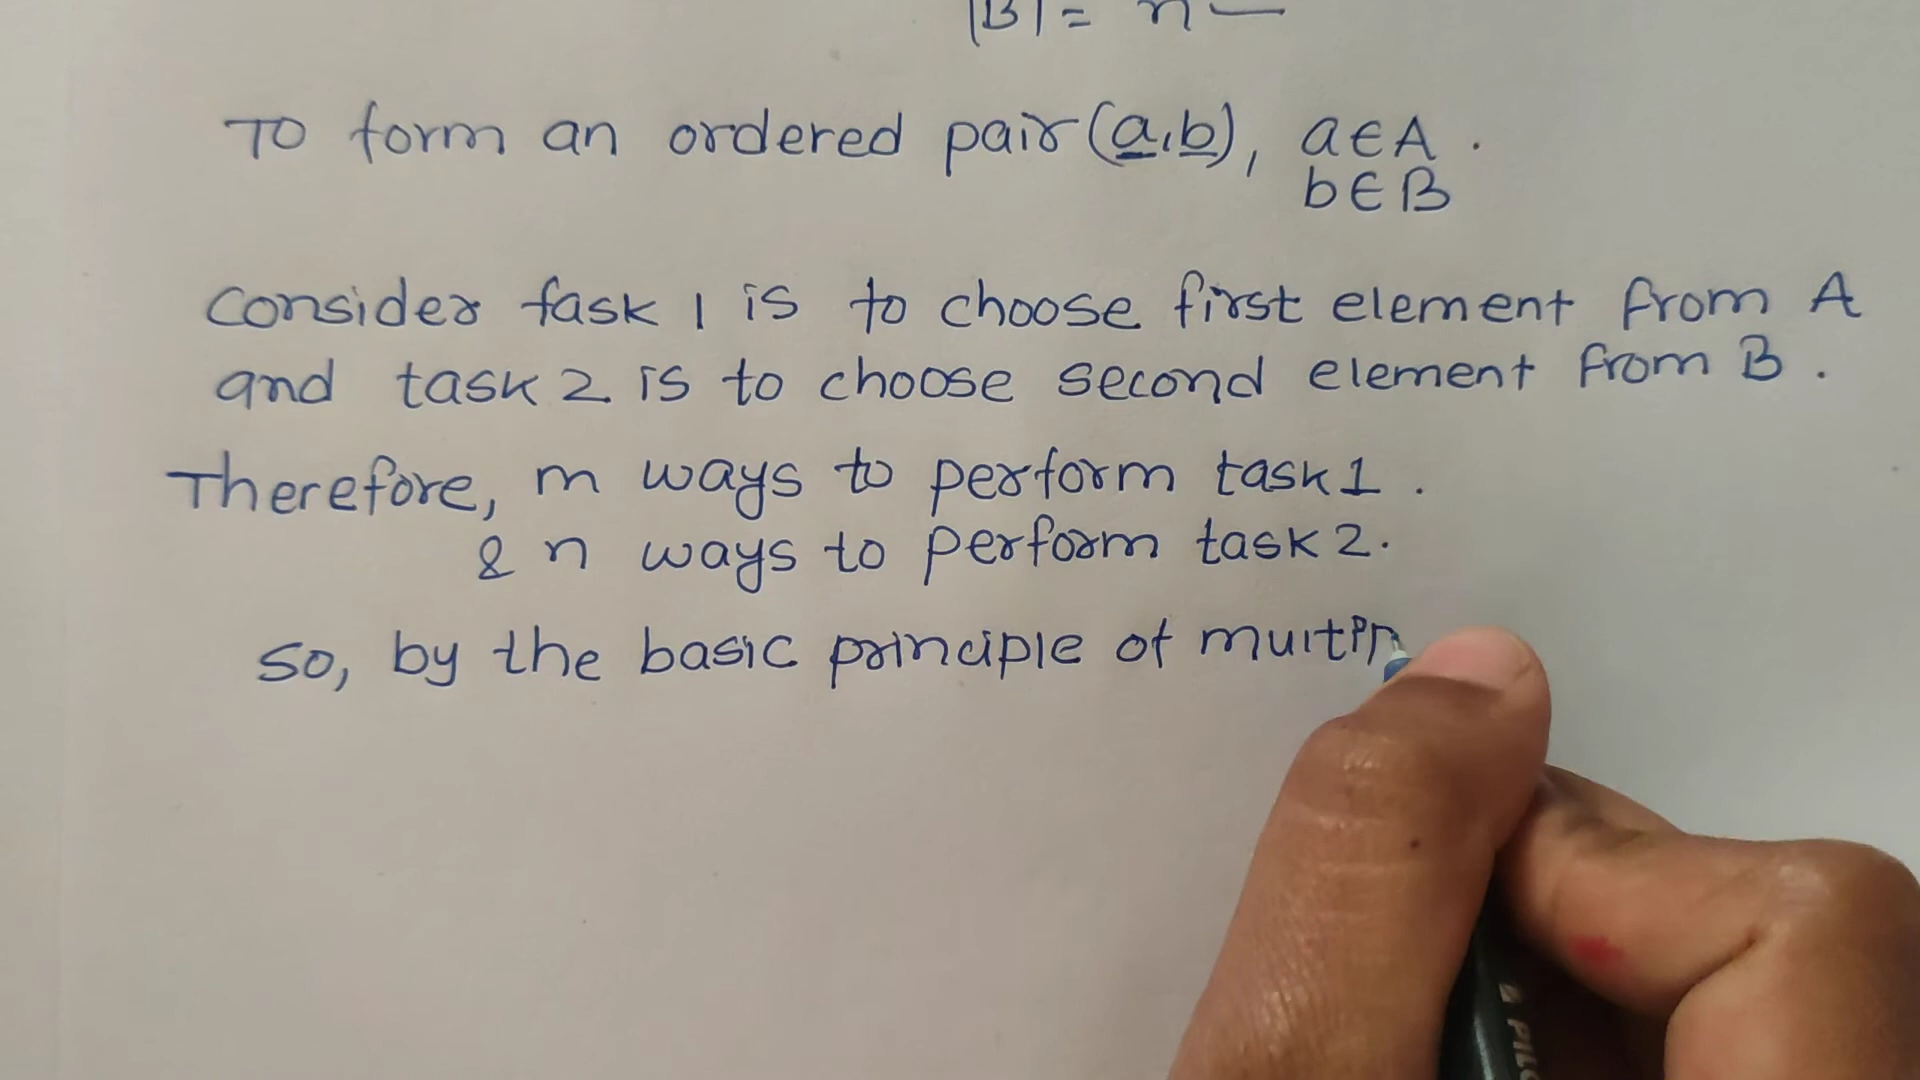 |B| = n
To form an ordered pair (a,b), a∈A.
b∈B
Consider task 1 is to choose first element from A
and task 2 is to choose second element from B.
Therefore, m ways to perform task 1.
& n ways to perform task 2.
So, by the basic principle of multip